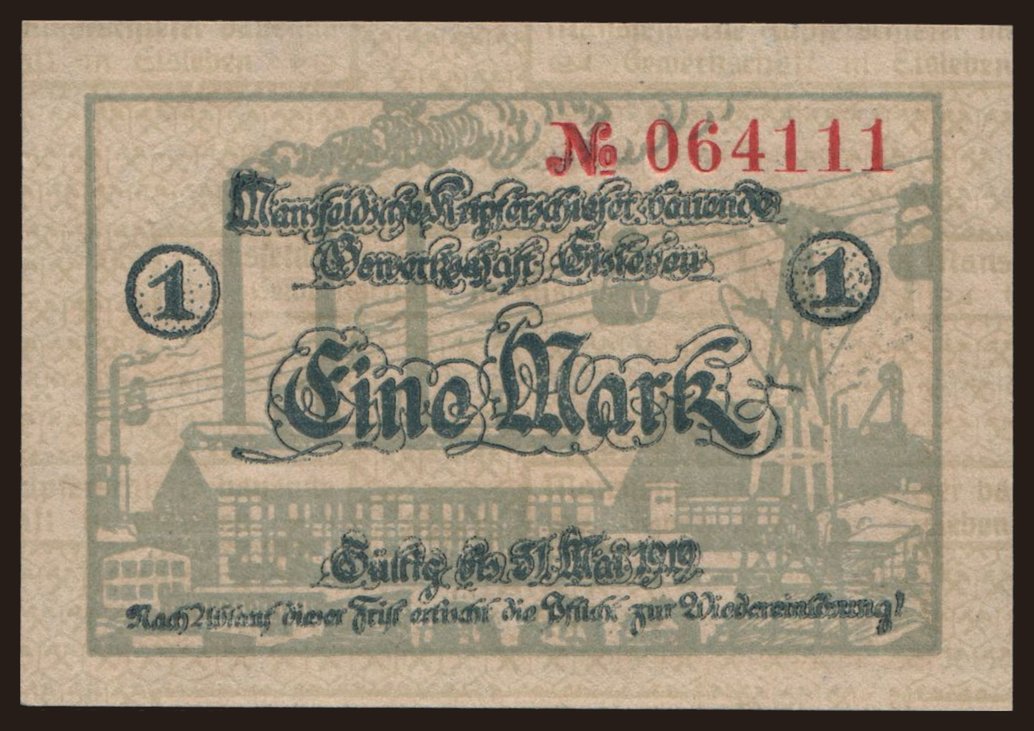 № 064111
Mansfeldsche Kupferschiefer bauende
Gewerkschaft Eisleben
1
1
Eine Mark
Gültig bis 31. Mai 1919
Nach Ablauf dieser Frist erlischt die Pflicht zur Wiedereinlösung!